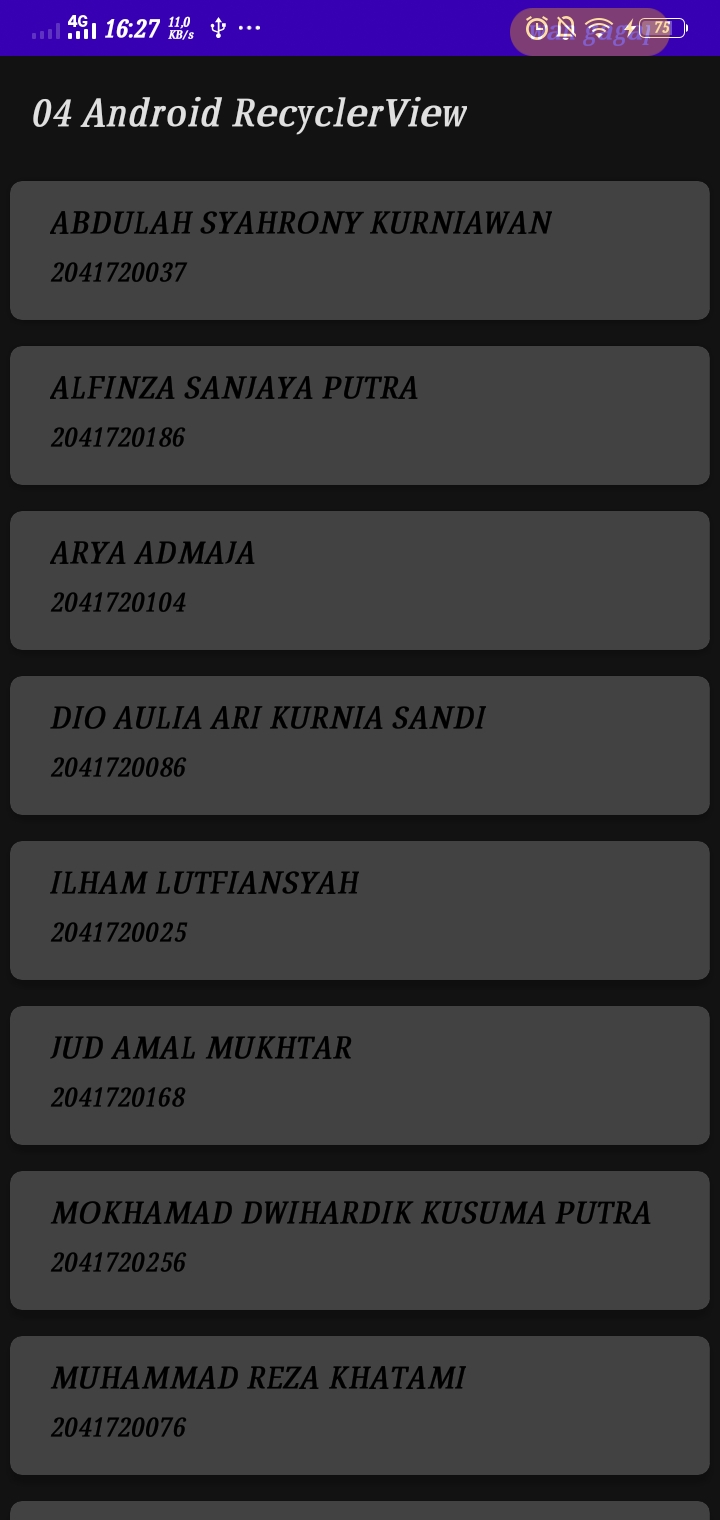 4G 16:27 11,0 KB/s 75
04 Android RecyclerView
ABDULAH SYAHRONY KURNIAWAN
2041720037
ALFINZA SANJAYA PUTRA
2041720186
ARYA ADMAJA
2041720104
DIO AULIA ARI KURNIA SANDI
2041720086
ILHAM LUTFIANSYAH
2041720025
JUD AMAL MUKHTAR
2041720168
MOKHAMAD DWIHARDIK KUSUMA PUTRA
2041720256
MUHAMMAD REZA KHATAMI
2041720076